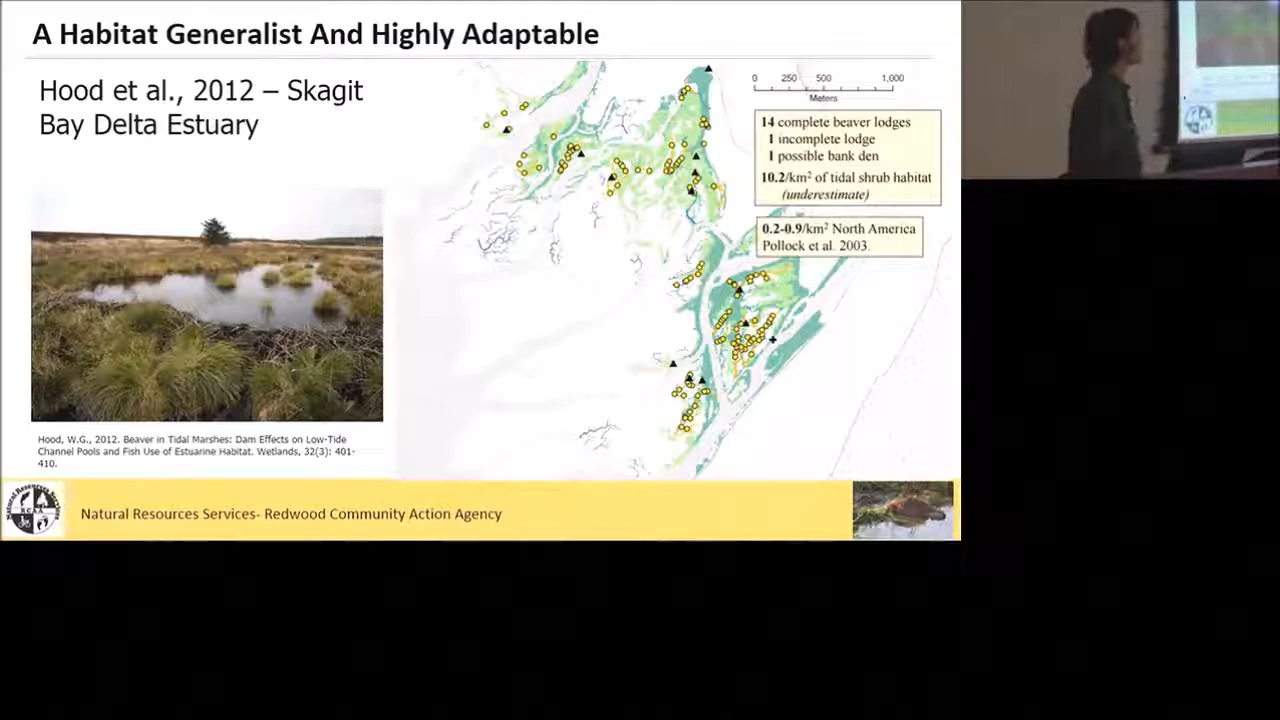 A Habitat Generalist And Highly Adaptable
Hood et al., 2012 – Skagit
Bay Delta Estuary
0 250 500 1,000
Meters
14 complete beaver lodges
1 incomplete lodge
1 possible bank den
10.2/km² of tidal shrub habitat
(underestimate)
0.2-0.9/km² North America
Pollock et al. 2003.
Hood, W.G., 2012. Beaver in Tidal Marshes: Dam Effects on Low-Tide
Channel Pools and Fish Use of Estuarine Habitat. Wetlands, 32(3): 401-
410.
Natural Resources Services
Natural Resources Services- Redwood Community Action Agency